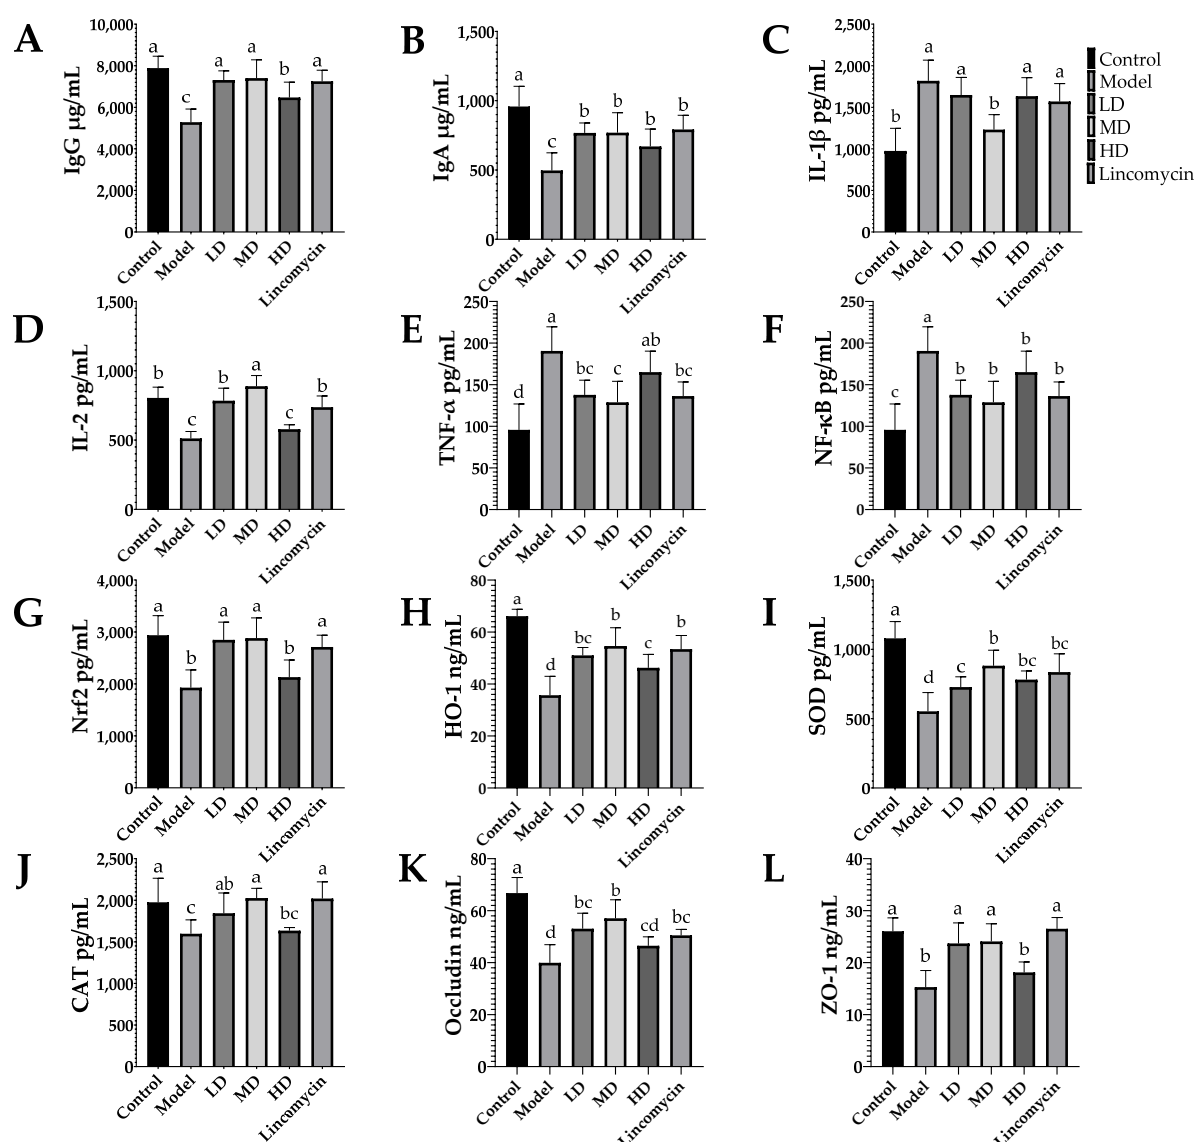 A
IgG µg/mL
10,000
8,000
6,000
4,000
2,000
0
a
c
a
a
b
a
Control
Model
LD
MD
HD
Lincomycin
B
IgA µg/mL
1,500
1,000
500
0
a
c
b
b
b
b
Control
Model
LD
MD
HD
Lincomycin
C
IL-1β pg/mL
2,500
2,000
1,500
1,000
500
0
b
a
a
b
a
a
Control
Model
LD
MD
HD
Lincomycin
Control
Model
LD
MD
HD
Lincomycin
D
IL-2 pg/mL
1,500
1,000
500
0
b
c
b
a
c
b
Control
Model
LD
MD
HD
Lincomycin
E
TNF-α pg/mL
250
200
150
100
50
0
d
a
bc
c
ab
bc
Control
Model
LD
MD
HD
Lincomycin
F
NF-κB pg/mL
250
200
150
100
50
0
c
a
b
b
b
b
Control
Model
LD
MD
HD
Lincomycin
G
Nrf2 pg/mL
4,000
3,000
2,000
1,000
0
a
b
a
a
b
a
Control
Model
LD
MD
HD
Lincomycin
H
HO-1 ng/mL
80
60
40
20
0
a
d
bc
b
c
b
Control
Model
LD
MD
HD
Lincomycin
I
SOD pg/mL
1,500
1,000
500
0
a
d
c
b
bc
bc
Control
Model
LD
MD
HD
Lincomycin
J
CAT pg/mL
2,500
2,000
1,500
1,000
500
0
a
c
ab
a
bc
a
Control
Model
LD
MD
HD
Lincomycin
K
Occludin ng/mL
80
60
40
20
0
a
d
bc
b
cd
bc
Control
Model
LD
MD
HD
Lincomycin
L
ZO-1 ng/mL
40
30
20
10
0
a
b
a
a
b
a
Control
Model
LD
MD
HD
Lincomycin